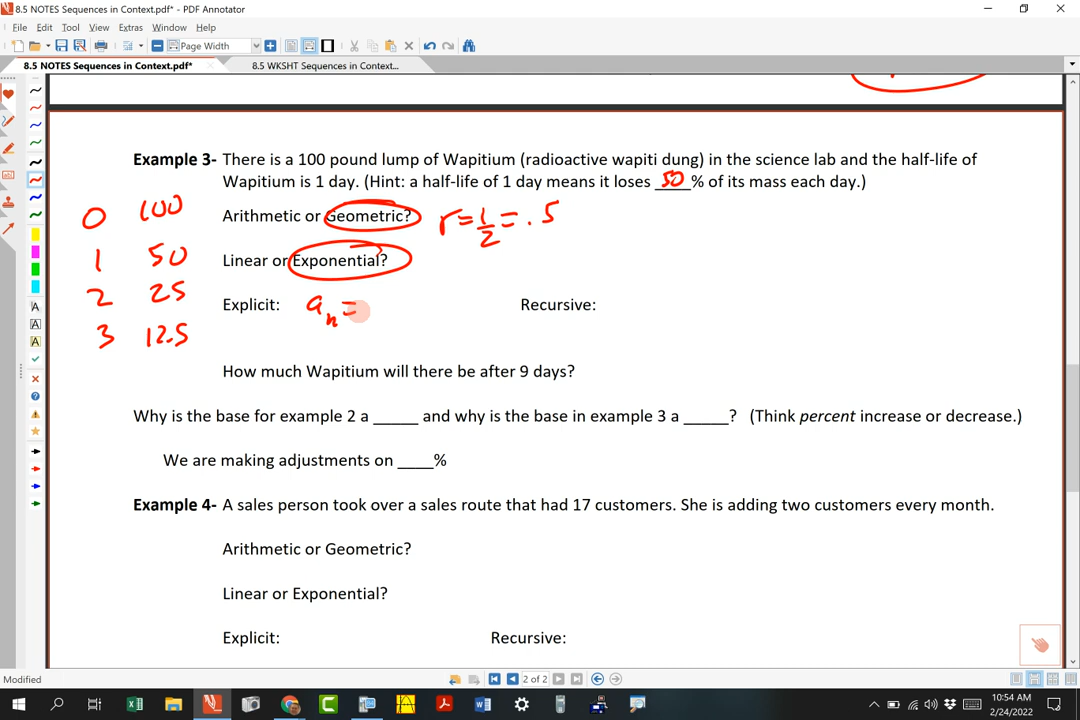 8.5 NOTES Sequences in Context.pdf* - PDF Annotator
File Edit Tool View Extras Window Help
Page Width
8.5 NOTES Sequences in Context.pdf* 8.5 WKSHT Sequences in Context...
Example 3- There is a 100 pound lump of Wapitium (radioactive wapiti dung) in the science lab and the half-life of
Wapitium is 1 day. (Hint: a half-life of 1 day means it loses 50% of its mass each day.)
0 100 Arithmetic or Geometric? r = 1/2 = .5
1 50 Linear or Exponential?
2 25 Explicit: an = Recursive:
3 12.5
How much Wapitium will there be after 9 days?
Why is the base for example 2 a _____ and why is the base in example 3 a _____? (Think percent increase or decrease.)
We are making adjustments on ____%
Example 4- A sales person took over a sales route that had 17 customers. She is adding two customers every month.
Arithmetic or Geometric?
Linear or Exponential?
Explicit: Recursive:
Modified 2 of 2
10:54 AM
2/24/2022